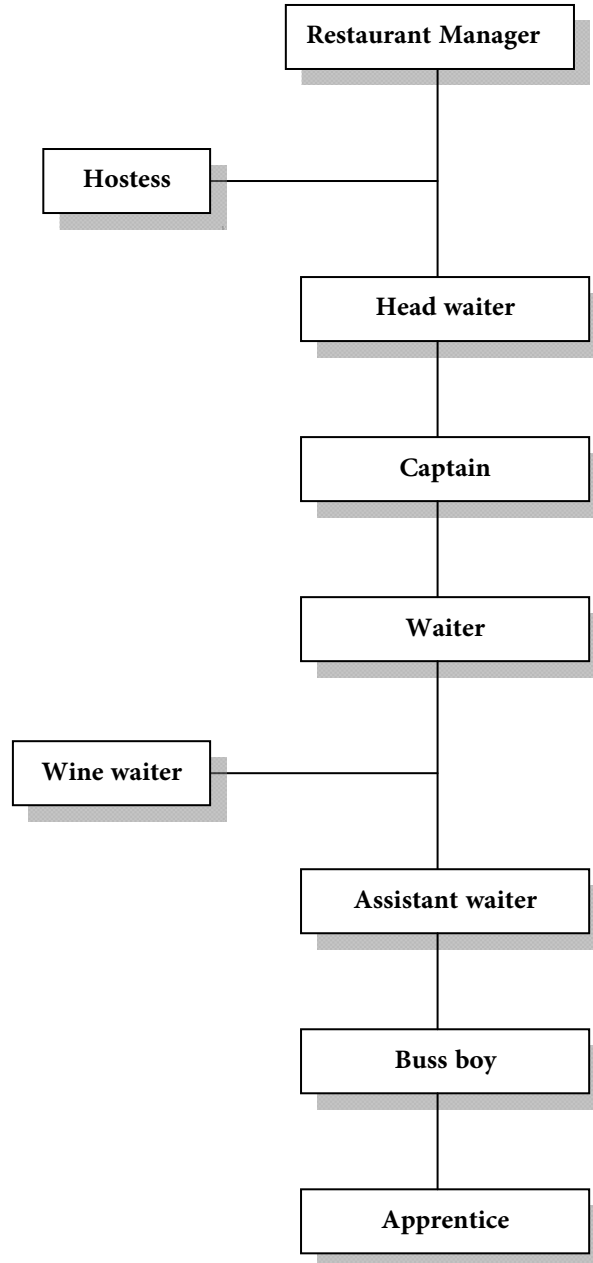 Restaurant Manager
Hostess
Head waiter
Captain
Waiter
Wine waiter
Assistant waiter
Buss boy
Apprentice